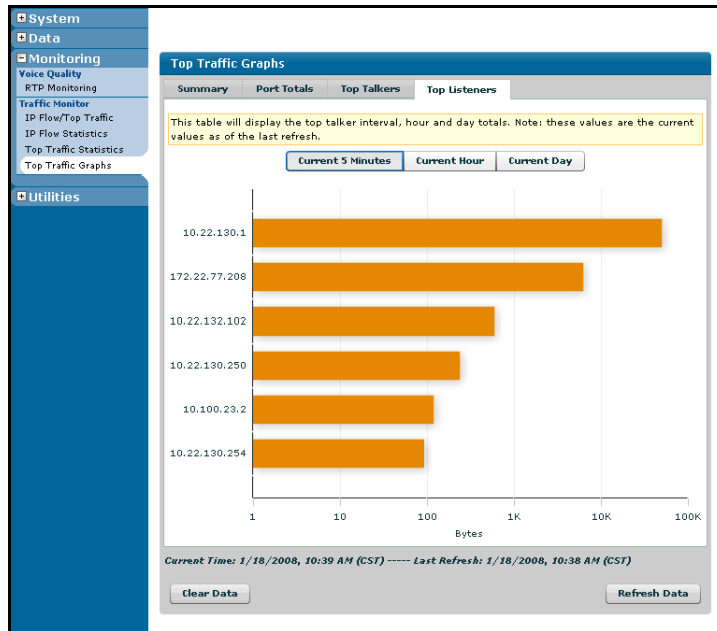 System
Data
Monitoring
Voice Quality
RTP Monitoring
Traffic Monitor
IP Flow/Top Traffic
IP Flow Statistics
Top Traffic Statistics
Top Traffic Graphs
Utilities
Top Traffic Graphs
Summary Port Totals Top Talkers Top Listeners
This table will display the top talker interval, hour and day totals. Note: these values are the current
values as of the last refresh.
Current 5 Minutes Current Hour Current Day
10.22.130.1
172.22.77.208
10.22.132.102
10.22.130.250
10.100.23.2
10.22.130.254
1 10 100 1K 10K 100K
Bytes
Current Time: 1/18/2008, 10:39 AM (CST) ----- Last Refresh: 1/18/2008, 10:38 AM (CST)
Clear Data Refresh Data